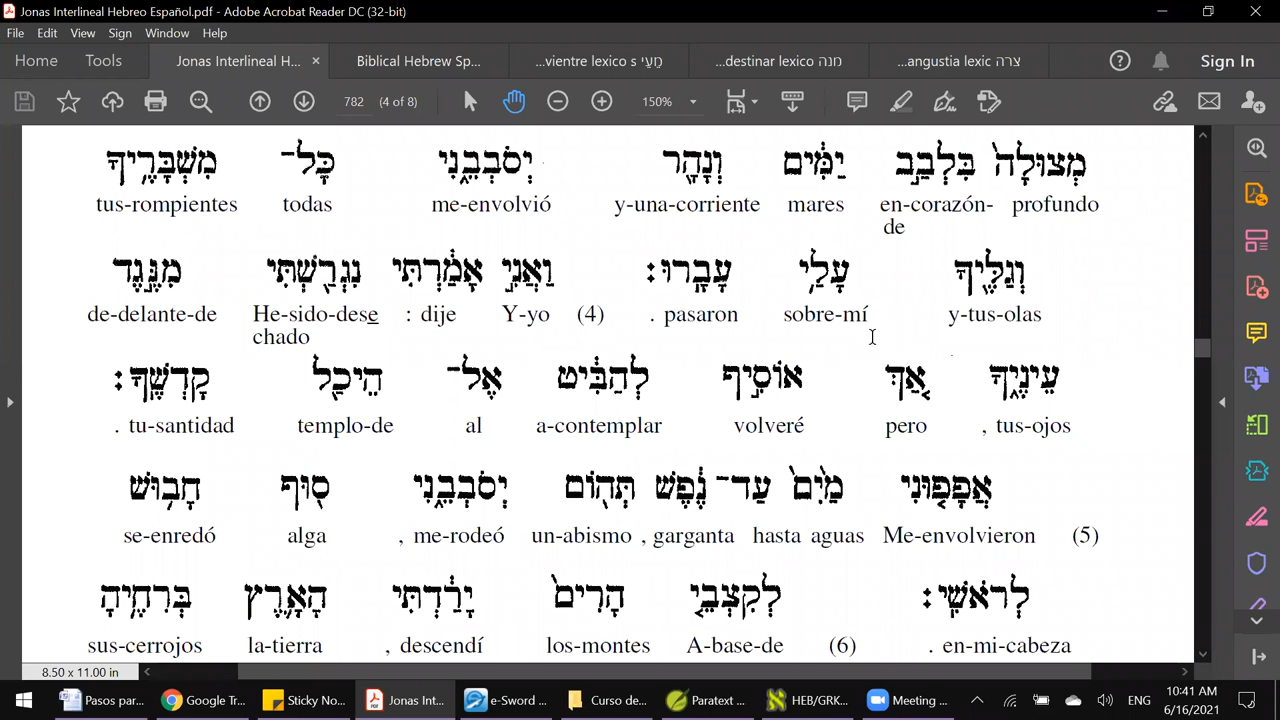 Jonas Interlineal Hebreo Español.pdf - Adobe Acrobat Reader DC (32-bit)
File Edit View Sign Window Help
Home Tools Jonas Interlineal H... × Biblical Hebrew Sp... ...vientre lexico s מְעֵי ...destinar lexico מנה ...angustia lexic צרה Sign In
782 (4 of 8) 150%
מְצוּלָה֙ בִּלְבַ֣ב יַמִּ֔ים וְנָהָ֖ר יְסֹבְבֵ֑נִי כָּל־ מִשְׁבָּרֶ֥יךָ
profundo en-corazón-de mares y-una-corriente me-envolvió todas tus-rompientes
וְגַלֶּ֖יךָ עָלַ֥י עָבָֽרוּ׃ וַאֲנִ֣י אָמַ֔רְתִּי נִגְרַ֖שְׁתִּי מִנֶּ֣גֶד
y-tus-olas sobre-mí pasaron . (4) Y-yo dije : He-sido-desechado de-delante-de
עֵינֶ֑יךָ אַ֚ךְ אוֹסִ֣יף לְהַבִּ֔יט אֶל־ הֵיכַ֖ל קָדְשֶֽׁךָ׃
tus-ojos , pero volveré a-contemplar al templo-de tu-santidad .
אֲפָפ֤וּנִי מַ֙יִם֙ עַד־ נֶ֔פֶשׁ תְּה֖וֹם יְסֹבְבֵ֑נִי ס֖וּף חָב֥וּשׁ
(5) Me-envolvieron aguas hasta garganta , un-abismo me-rodeó , alga se-enredó
לְרֹאשִֽׁי׃ לְקִצְבֵ֤י הָרִים֙ יָרַ֔דְתִּי הָאָ֛רֶץ בְּרִחֶ֥יהָ
en-mi-cabeza . (6) A-base-de los-montes descendí , la-tierra sus-cerrojos
8.50 x 11.00 in
Pasos par... Google Tr... Sticky No... Jonas Int... e-Sword ... Curso de... Paratext ... HEB/GRK... Meeting ... ENG 10:41 AM
6/16/2021